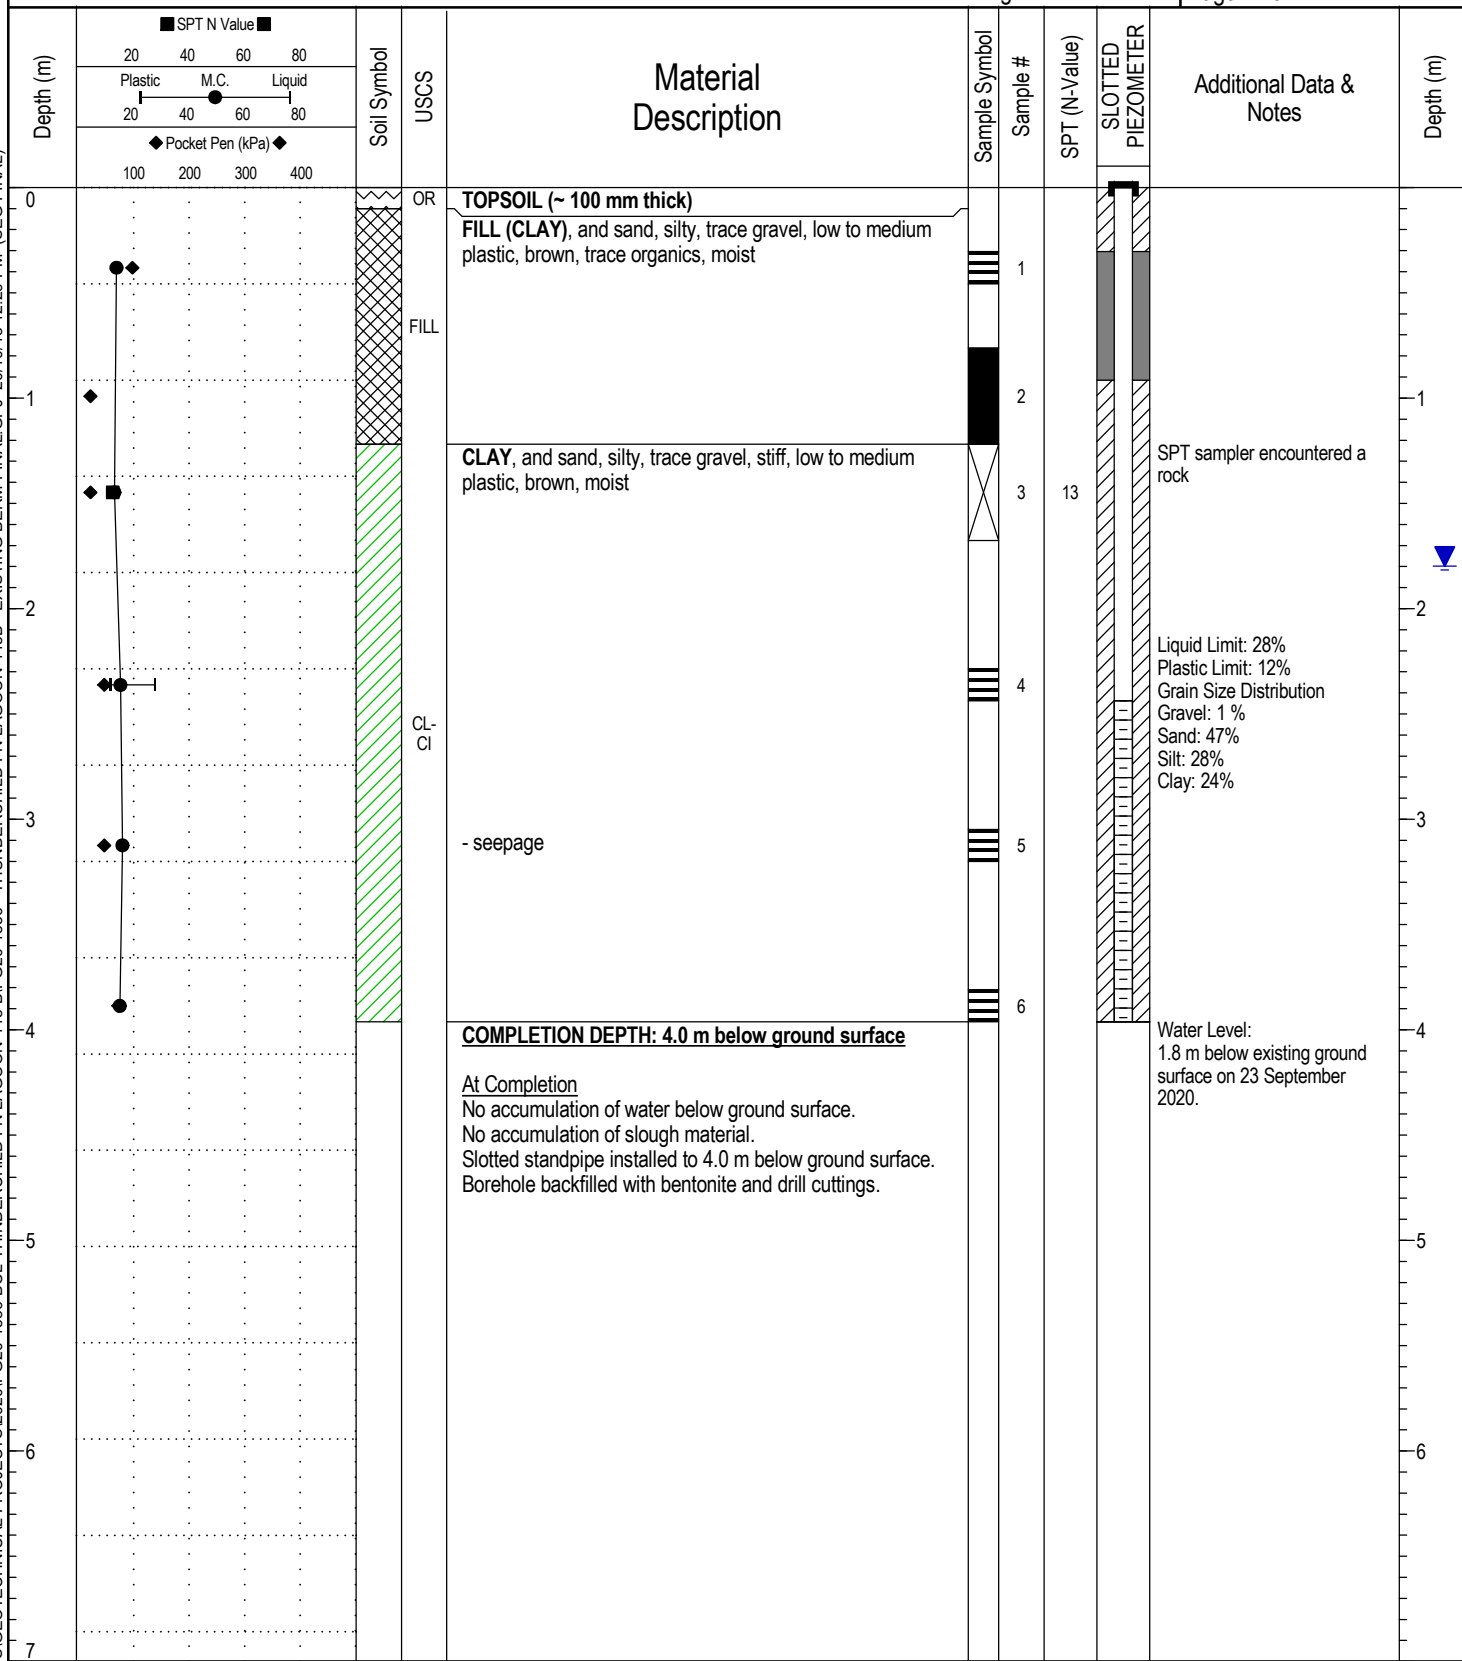 SPT N Value
20 40 60 80
Plastic M.C. Liquid
20 40 60 80
Pocket Pen (kPa)
100 200 300 400
Depth (m)
Soil Symbol
USCS
Material
Description
Sample Symbol
Sample #
SPT (N-Value)
SLOTTED
PIEZOMETER
Additional Data &
Notes
Depth (m)
0
OR
TOPSOIL (~ 100 mm thick)
FILL (CLAY), and sand, silty, trace gravel, low to medium
plastic, brown, trace organics, moist
1
FILL
1
2
1
CLAY, and sand, silty, trace gravel, stiff, low to medium
plastic, brown, moist
3
13
SPT sampler encountered a
rock
2
2
4
Liquid Limit: 28%
Plastic Limit: 12%
Grain Size Distribution
Gravel: 1 %
Sand: 47%
Silt: 28%
Clay: 24%
CL-
CI
3
3
- seepage
5
6
4
4
COMPLETION DEPTH: 4.0 m below ground surface
At Completion
No accumulation of water below ground surface.
No accumulation of slough material.
Slotted standpipe installed to 4.0 m below ground surface.
Borehole backfilled with bentonite and drill cuttings.
Water Level:
1.8 m below existing ground
surface on 23 September
2020.
5
5
6
6
7